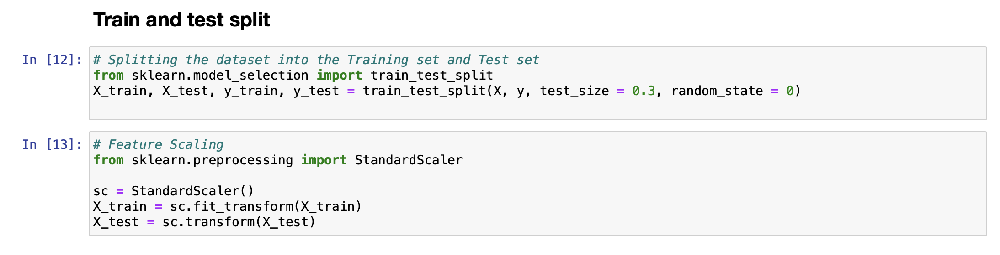 Train and test split
In [12]:
# Splitting the dataset into the Training set and Test set
from sklearn.model_selection import train_test_split
X_train, X_test, y_train, y_test = train_test_split(X, y, test_size = 0.3, random_state = 0)
In [13]:
# Feature Scaling
from sklearn.preprocessing import StandardScaler
sc = StandardScaler()
X_train = sc.fit_transform(X_train)
X_test = sc.transform(X_test)